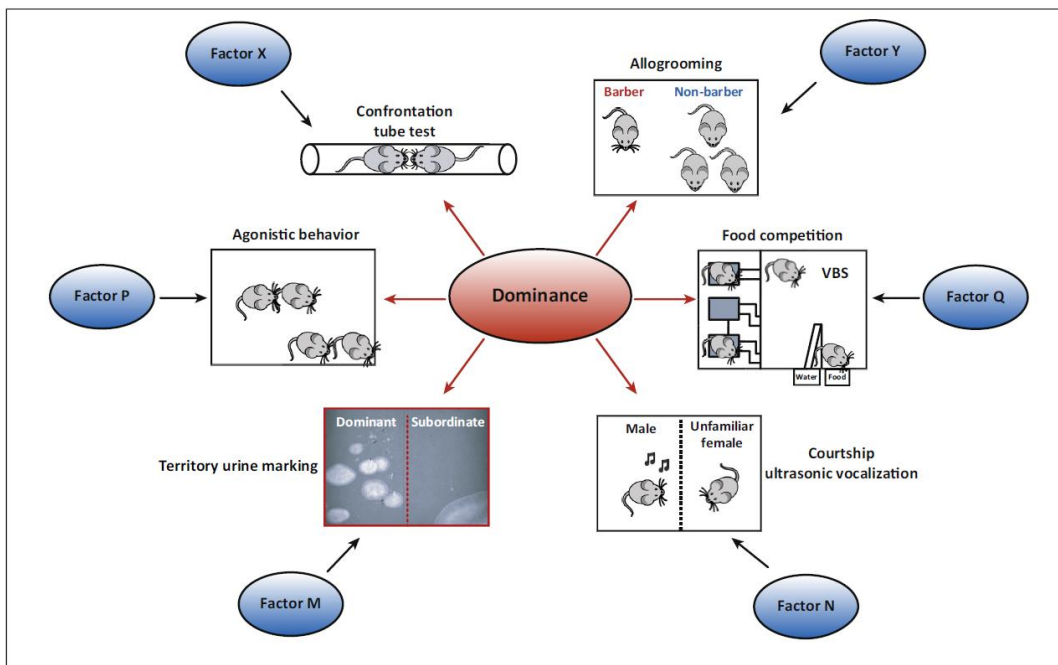 Factor X
Factor Y
Allogrooming
Barber
Non-barber
Confrontation
tube test
Agonistic behavior
Food competition
VBS
Factor P
Dominance
Factor Q
Water
Food
Dominant
Subordinate
Male
Unfamiliar
female
Territory urine marking
Courtship
ultrasonic vocalization
Factor M
Factor N